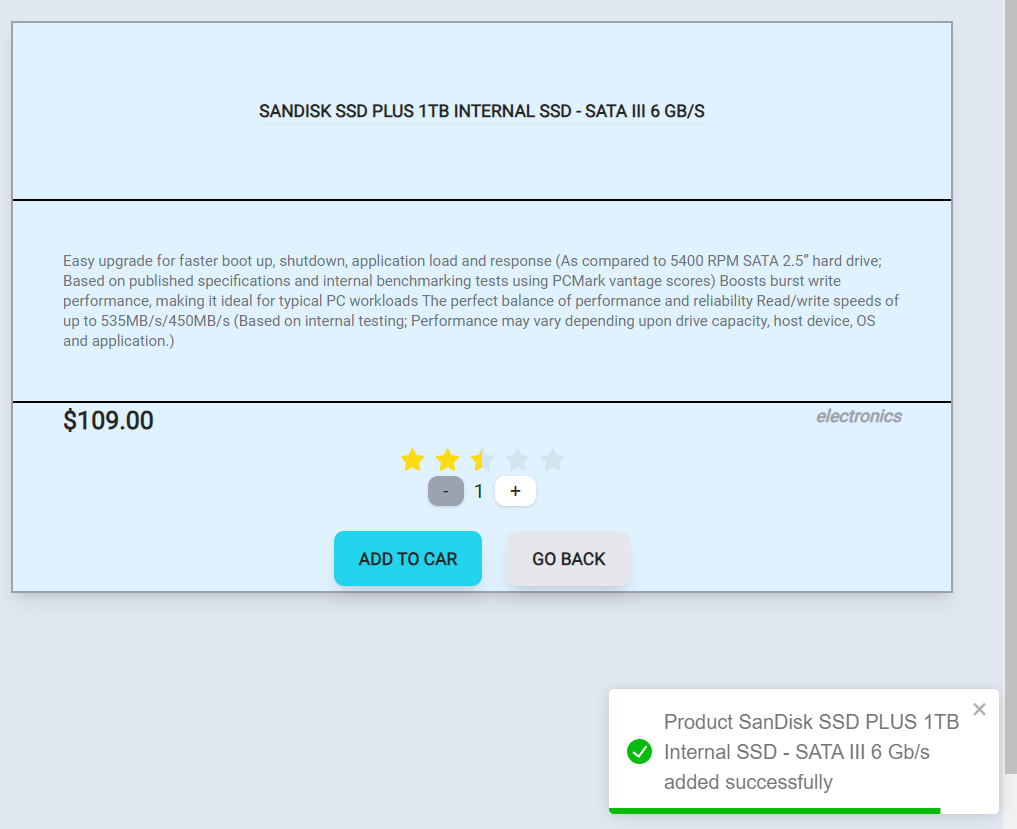 SANDISK SSD PLUS 1TB INTERNAL SSD - SATA III 6 GB/S
Easy upgrade for faster boot up, shutdown, application load and response (As compared to 5400 RPM SATA 2.5” hard drive;
Based on published specifications and internal benchmarking tests using PCMark vantage scores) Boosts burst write
performance, making it ideal for typical PC workloads The perfect balance of performance and reliability Read/write speeds of
up to 535MB/s/450MB/s (Based on internal testing; Performance may vary depending upon drive capacity, host device, OS
and application.)
$109.00 electronics
- 1 +
ADD TO CAR GO BACK
Product SanDisk SSD PLUS 1TB
Internal SSD - SATA III 6 Gb/s
added successfully